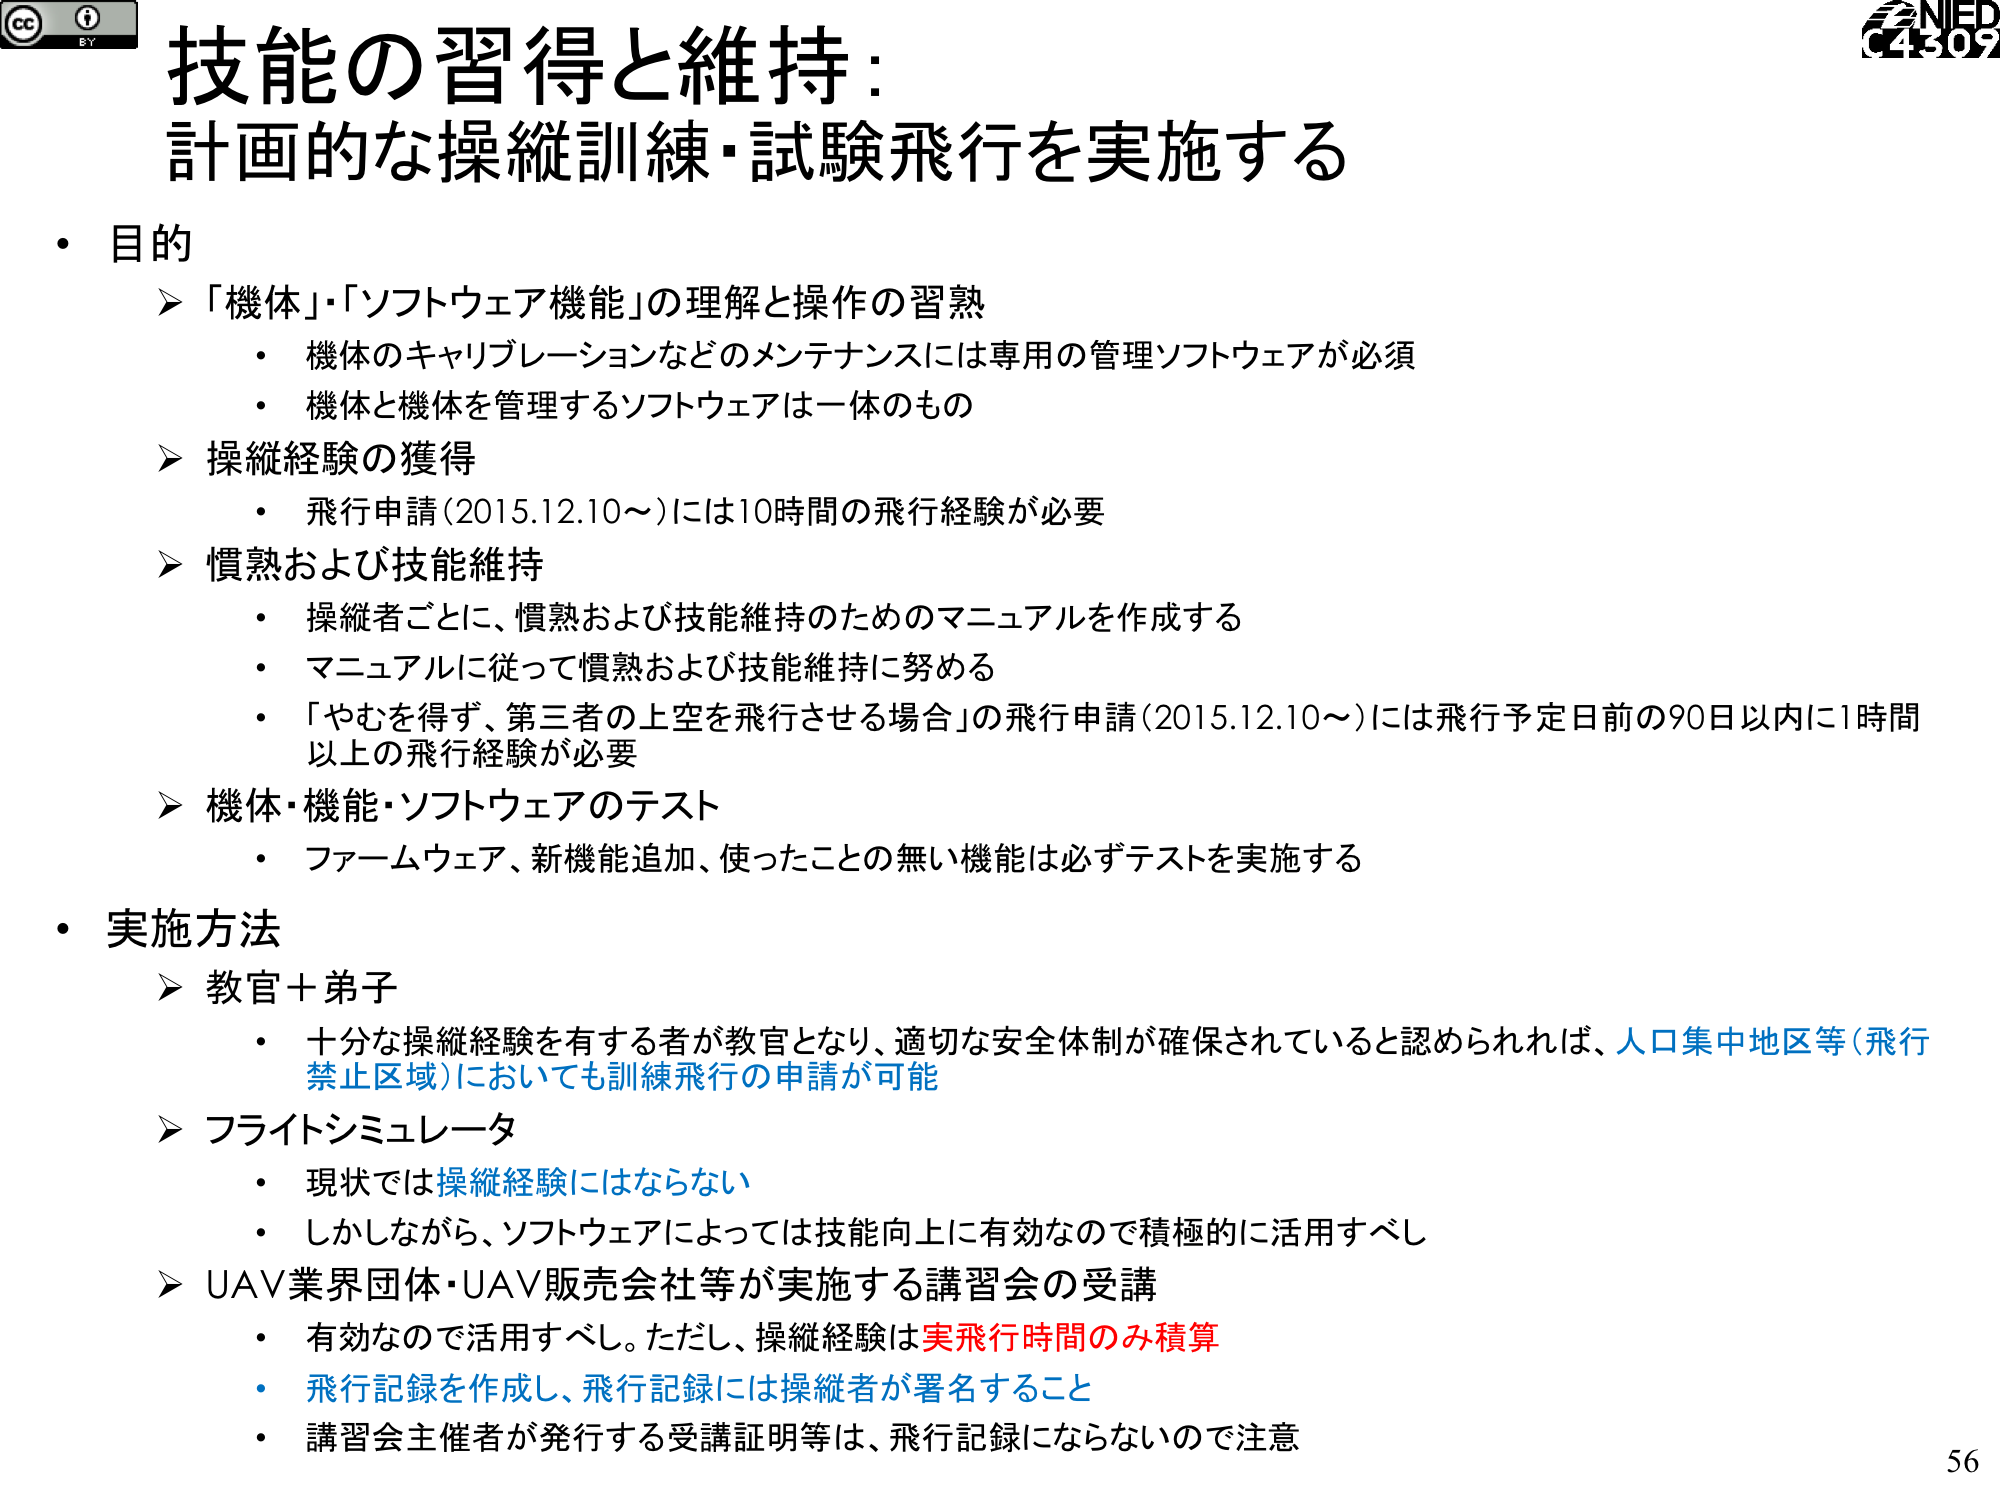 cc BY
NIED
C4309
技能の習得と維持：
計画的な操縦訓練・試験飛行を実施する
• 目的
➢ 「機体」・「ソフトウェア機能」の理解と操作の習熟
• 機体のキャリブレーションなどのメンテナンスには専用の管理ソフトウェアが必須
• 機体と機体を管理するソフトウェアは一体のもの
➢ 操縦経験の獲得
• 飛行申請（2015.12.10～）には10時間の飛行経験が必要
➢ 慣熟および技能維持
• 操縦者ごとに、慣熟および技能維持のためのマニュアルを作成する
• マニュアルに従って慣熟および技能維持に努める
• 「やむを得ず、第三者の上空を飛行させる場合」の飛行申請（2015.12.10～）には飛行予定日前の90日以内に1時間
以上の飛行経験が必要
➢ 機体・機能・ソフトウェアのテスト
• ファームウェア、新機能追加、使ったことの無い機能は必ずテストを実施する
• 実施方法
➢ 教官＋弟子
• 十分な操縦経験を有する者が教官となり、適切な安全体制が確保されていると認められれば、人口集中地区等（飛行
禁止区域）においても訓練飛行の申請が可能
➢ フライトシミュレータ
• 現状では操縦経験にはならない
• しかしながら、ソフトウェアによっては技能向上に有効なので積極的に活用すべし
➢ UAV業界団体・UAV販売会社等が実施する講習会の受講
• 有効なので活用すべし。ただし、操縦経験は実飛行時間のみ積算
• 飛行記録を作成し、飛行記録には操縦者が署名すること
• 講習会主催者が発行する受講証明等は、飛行記録にならないので注意
56